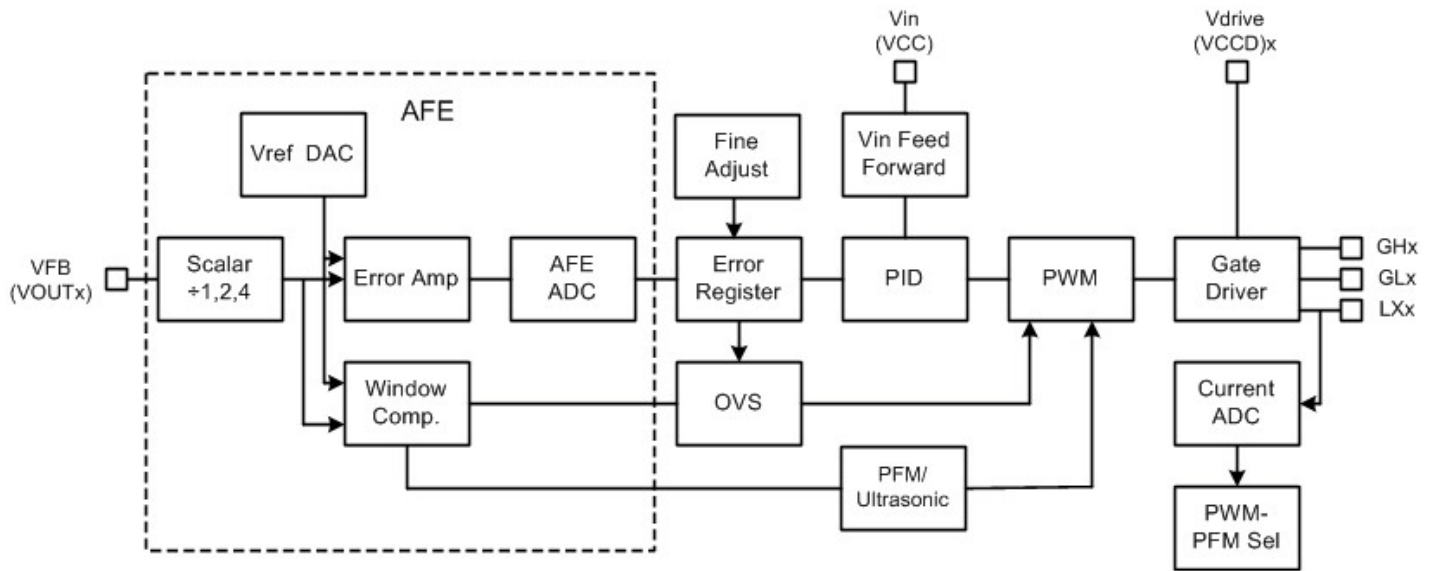 Vin
(VCC)
Vdrive
(VCCD)x
AFE
Vref DAC
Fine
Adjust
Vin Feed
Forward
VFB
(VOUTx)
Scalar
÷1,2,4
Error Amp
AFE
ADC
Error
Register
PID
PWM
Gate
Driver
GHx
GLx
LXx
Window
Comp.
OVS
Current
ADC
PFM/
Ultrasonic
PWM-
PFM Sel